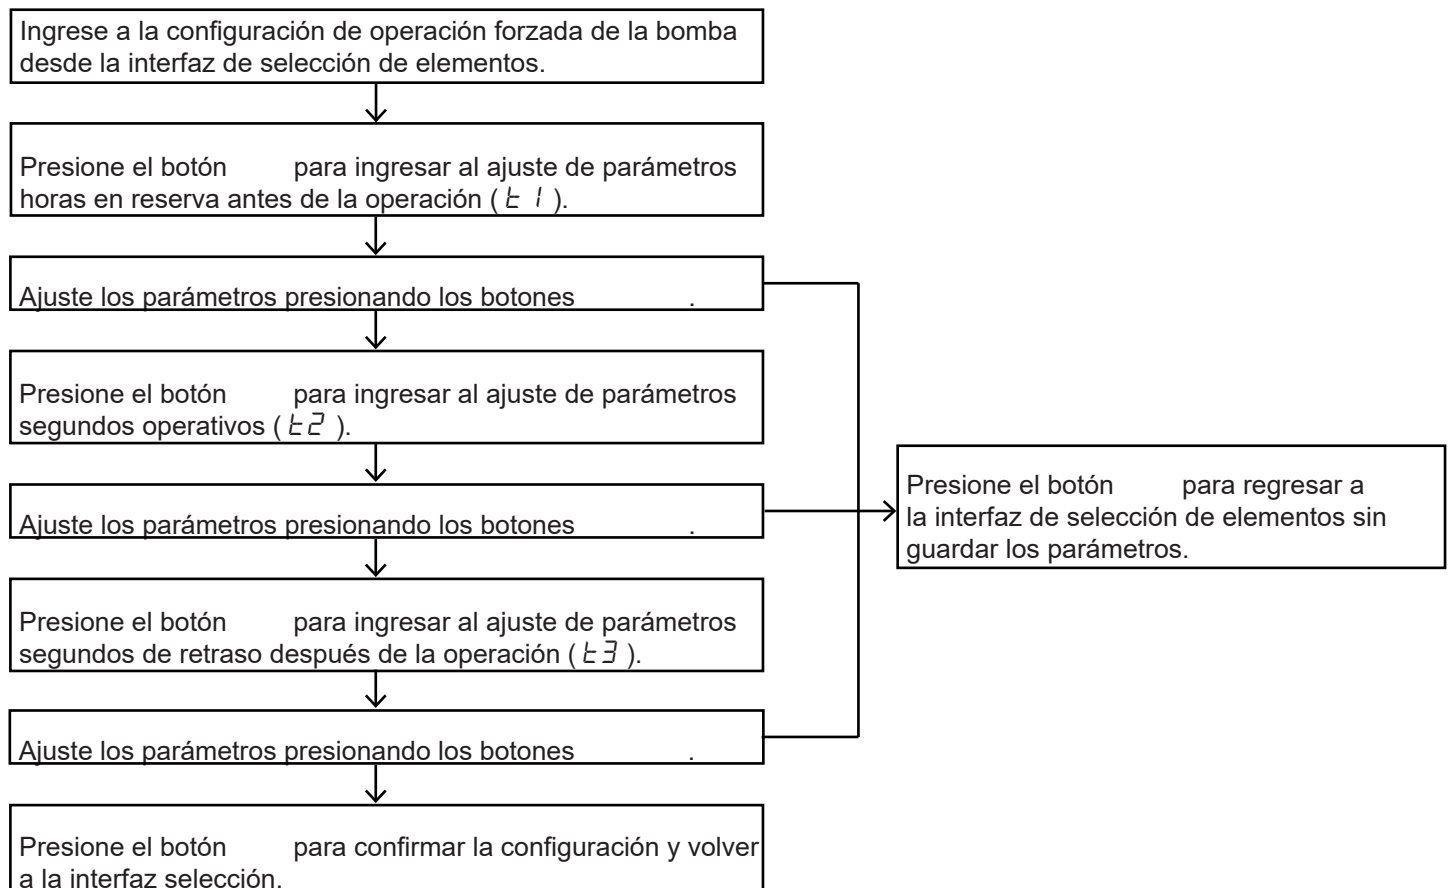 Ingrese a la configuración de operación forzada de la bomba
desde la interfaz de selección de elementos.
Presione el botón para ingresar al ajuste de parámetros
horas en reserva antes de la operación ( t 1 ).
Ajuste los parámetros presionando los botones .
Presione el botón para ingresar al ajuste de parámetros
segundos operativos ( t2 ).
Ajuste los parámetros presionando los botones .
Presione el botón para ingresar al ajuste de parámetros
segundos de retraso después de la operación ( t3 ).
Ajuste los parámetros presionando los botones .
Presione el botón para confirmar la configuración y volver
a la interfaz selección.
Presione el botón para regresar a
la interfaz de selección de elementos sin
guardar los parámetros.